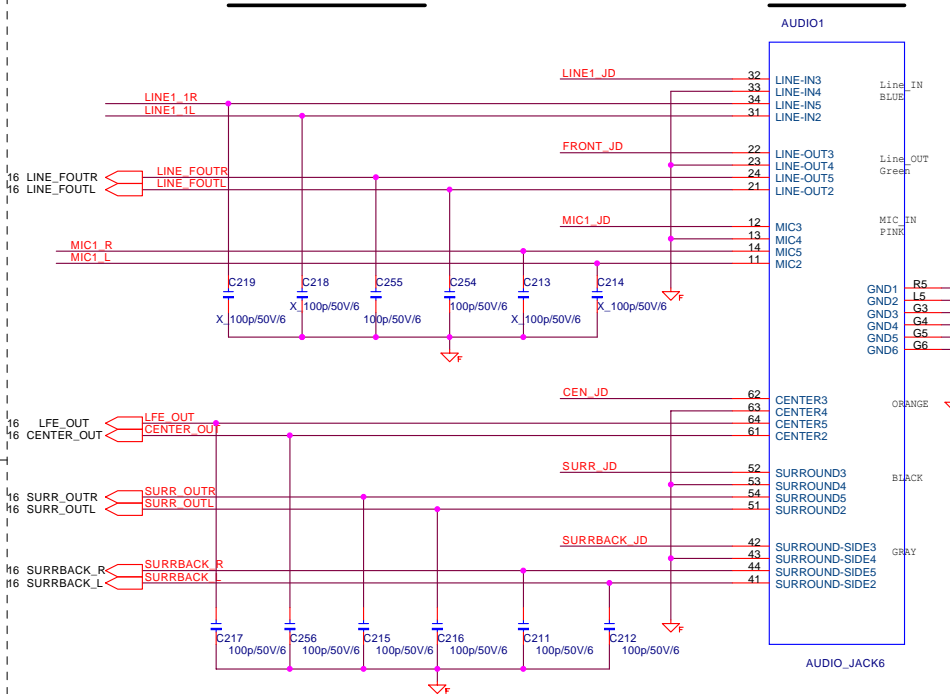 AUDIO1
LINE1_JD 32 LINE-IN3
33 LINE-IN4 Line_IN
LINE1_1R 34 LINE-IN5 BLUE
LINE1_1L 31 LINE-IN2
FRONT_JD 22 LINE-OUT3
23 LINE-OUT4 Line_OUT
16 LINE_FOUTR LINE_FOUTR 24 LINE-OUT5 Green
16 LINE_FOUTL LINE_FOUTL 21 LINE-OUT2
MIC1_JD 12 MIC3 MIC_IN
13 MIC4 PINK
MIC1_R 14 MIC5
MIC1_L 11 MIC2
C219 C218 C255 C254 C213 C214
X_100p/50V/6 X_100p/50V/6 X_100p/50V/6
100p/50V/6 100p/50V/6 X_100p/50V/6
F
F
GND1 R5
GND2 L5
GND3 G3
GND4 G4
GND5 G5
GND6 G6
CEN_JD 62 CENTER3
63 CENTER4 ORANGE
16 LFE_OUT LFE_OUT 64 CENTER5
16 CENTER_OUT CENTER_OUT 61 CENTER2
SURR_JD 52 SURROUND3
53 SURROUND4 BLACK
16 SURR_OUTR SURR_OUTR 54 SURROUND5
16 SURR_OUTL SURR_OUTL 51 SURROUND2
SURRBACK_JD 42 SURROUND-SIDE3
43 SURROUND-SIDE4 GRAY
16 SURRBACK_R SURRBACK_R 44 SURROUND-SIDE5
16 SURRBACK_L SURRBACK_L 41 SURROUND-SIDE2
F
C217 C256 C215 C216 C211 C212
100p/50V/6 100p/50V/6 100p/50V/6 100p/50V/6 100p/50V/6 100p/50V/6
F
AUDIO_JACK6